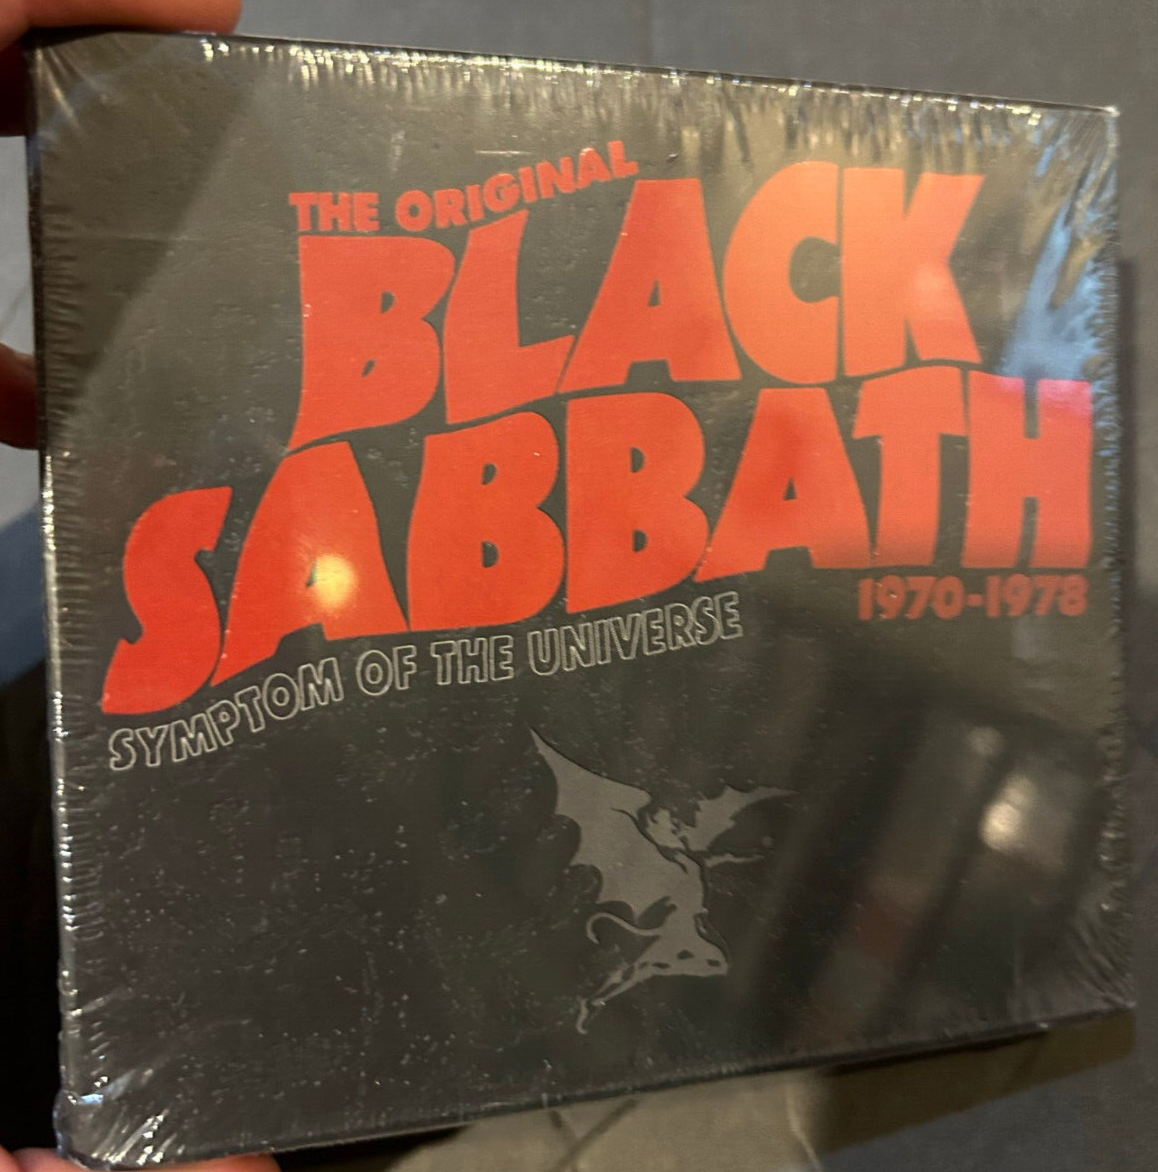 THE ORIGINAL
BLACK
SABBATH
1970-1978
SYMPTOM OF THE UNIVERSE